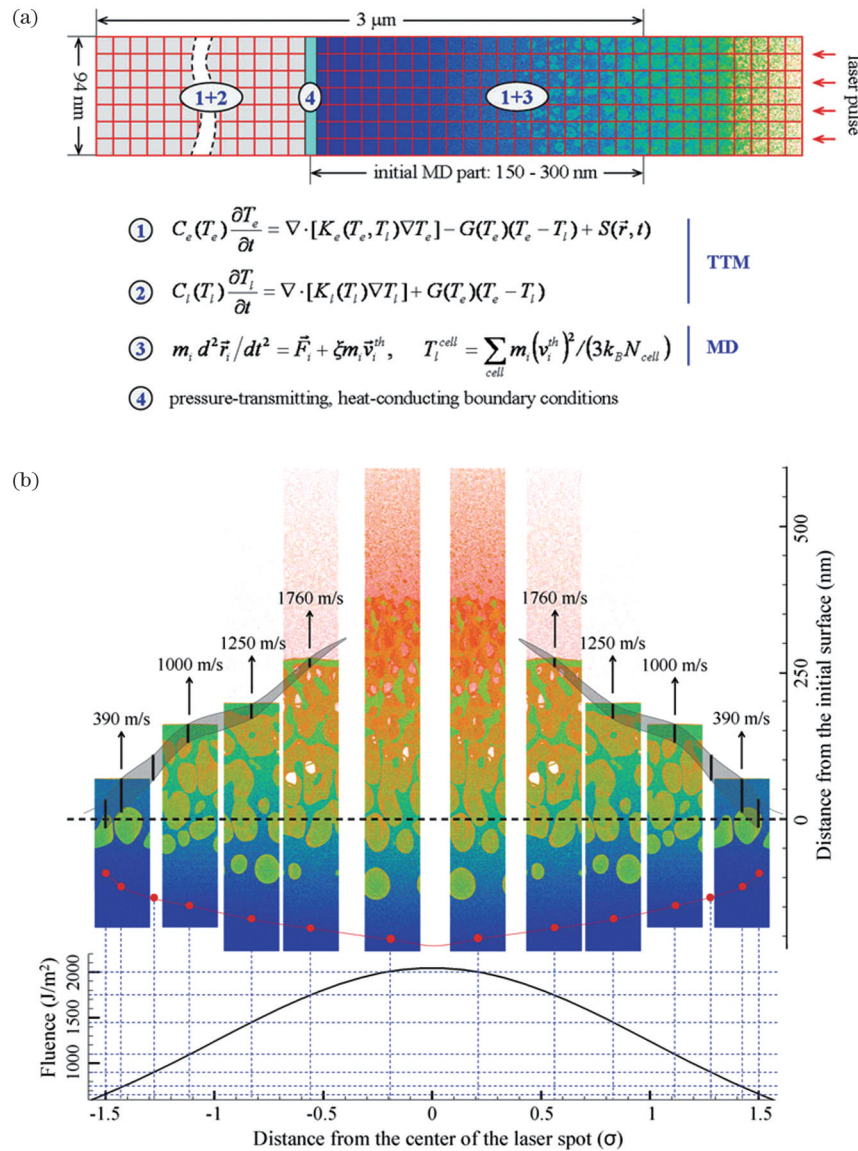 (a)
3 μm
94 nm
1+2
4
1+3
laser pulse
initial MD part: 150 - 300 nm
① C_e(T_e) ∂T_e/∂t = ∇·[K_e(T_e,T_l)∇T_e] − G(T_e)(T_e − T_l) + S(r⃗,t)
② C_l(T_l) ∂T_l/∂t = ∇·[K_l(T_l)∇T_l] + G(T_e)(T_e − T_l)
TTM
③ m_i d²r⃗_i/dt² = F⃗_i + ξm_i v⃗_i^th, T_l^cell = ∑_cell m_i(v_i^th)²/(3k_B N_cell)
MD
④ pressure-transmitting, heat-conducting boundary conditions
(b)
1760 m/s 1760 m/s
1250 m/s 1250 m/s
1000 m/s 1000 m/s
390 m/s 390 m/s
500
250
0
Distance from the initial surface (nm)
2000
1500
1000
Fluence (J/m²)
-1.5 -1 -0.5 0 0.5 1 1.5
Distance from the center of the laser spot (σ)